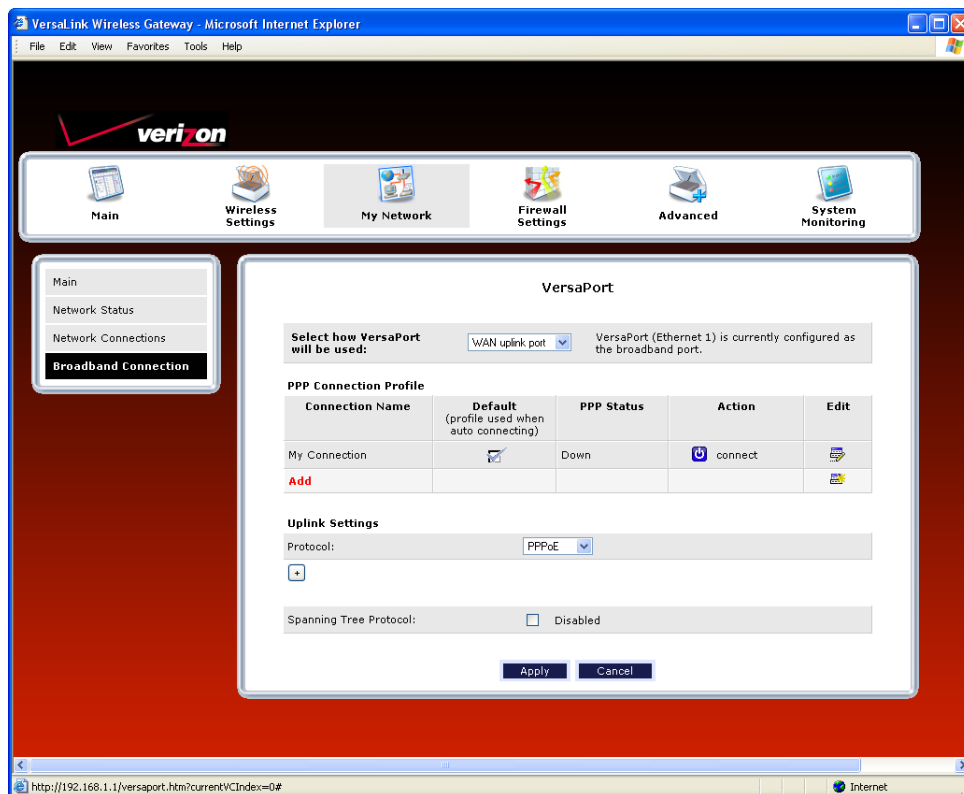 VersaLink Wireless Gateway - Microsoft Internet Explorer
File Edit View Favorites Tools Help
verizon
Main
Wireless
Settings
My Network
Firewall
Settings
Advanced
System
Monitoring
Main
Network Status
Network Connections
Broadband Connection
VersaPort
Select how VersaPort
will be used:
WAN uplink port
VersaPort (Ethernet 1) is currently configured as
the broadband port.
PPP Connection Profile
Connection Name
Default
(profile used when
auto connecting)
PPP Status
Action
Edit
My Connection
Down
connect
Add
Uplink Settings
Protocol:
PPPoE
+
Spanning Tree Protocol:
Disabled
Apply
Cancel
http://192.168.1.1/versaport.htm?currentVCIndex=0#
Internet